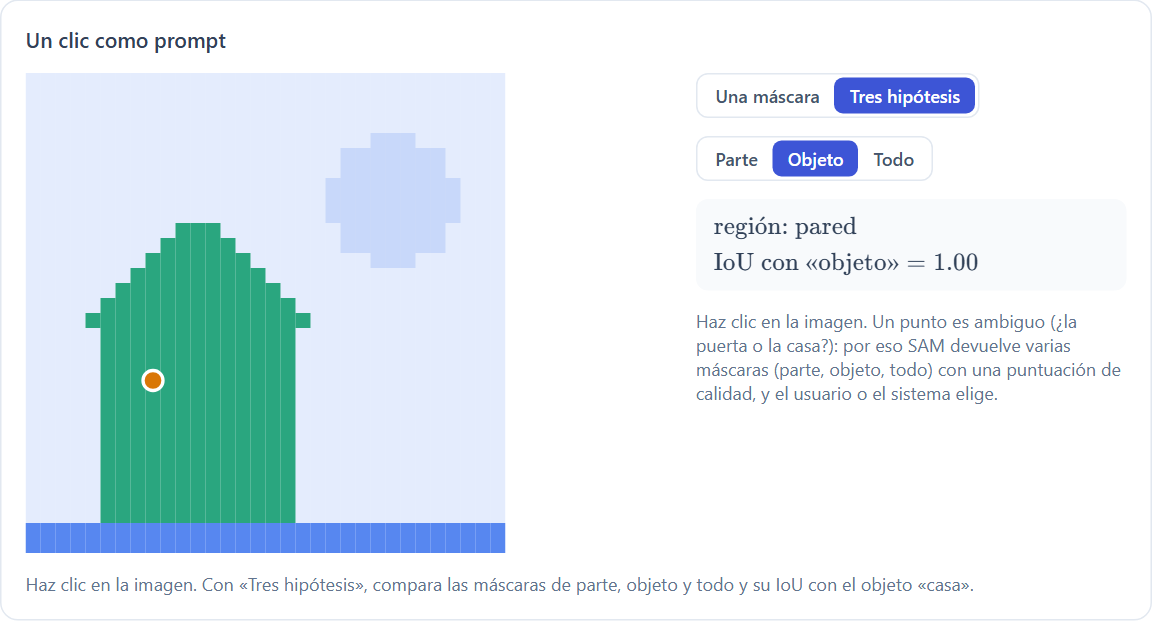 Un clic como prompt
Una máscara
Tres hipótesis
Parte
Objeto
Todo
región: pared
IoU con «objeto» = 1.00
Haz clic en la imagen. Un punto es ambiguo (¿la
puerta o la casa?): por eso SAM devuelve varias
máscaras (parte, objeto, todo) con una puntuación de
calidad, y el usuario o el sistema elige.
Haz clic en la imagen. Con «Tres hipótesis», compara las máscaras de parte, objeto y todo y su IoU con el objeto «casa».